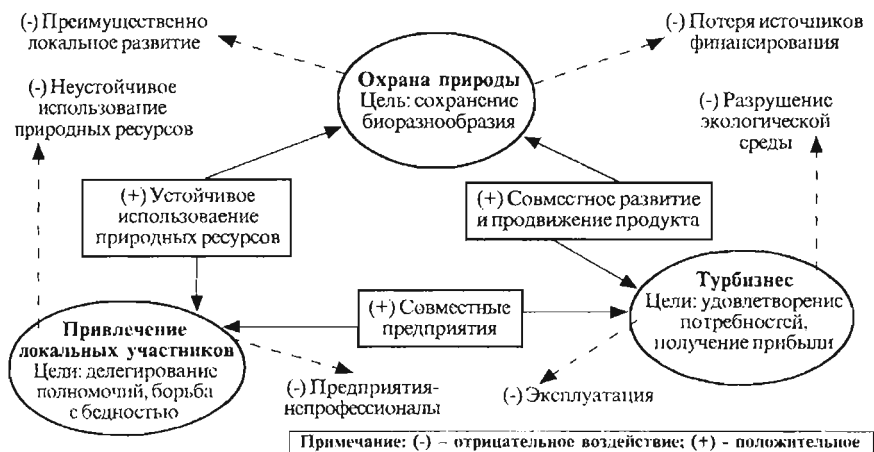 (-) Преимущественно
локальное развитие
(-) Потеря источников
финансирования
Охрана природы
Цель: сохранение
биоразнообразия
(-) Неустойчивое
использование
природных ресурсов
(-) Разрушение
экологической
среды
(+) Устойчивое
использоваение
природных ресурсов
(+) Совместное развитие
и продвижение продукта
Турбизнес
Цели: удовлетворение
потребностей,
получение прибыли
(+) Совместные
предприятия
Привлечение
локальных участников
Цели: делегирование
полномочий, борьба
с бедностью
(-) Предприятия-
непрофессионалы
(-) Эксплуатация
Примечание: (-) – отрицательное воздействие; (+) - положительное